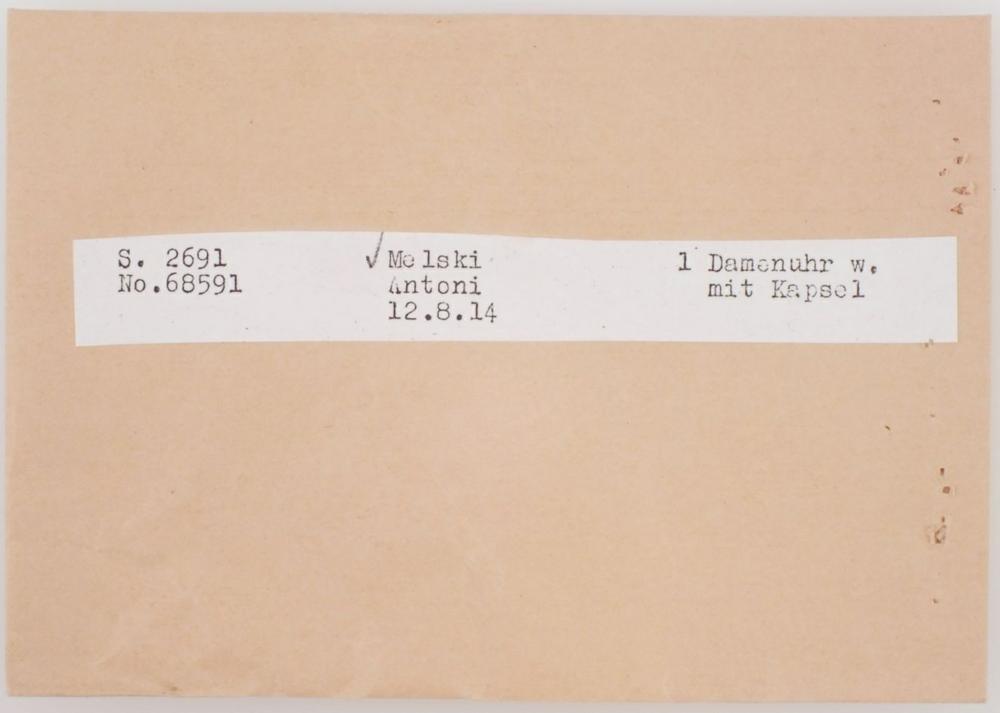 S. 2691
No.68591
✓ Melski
Antoni
12.8.14
1 Damenuhr w.
mit Kapsel